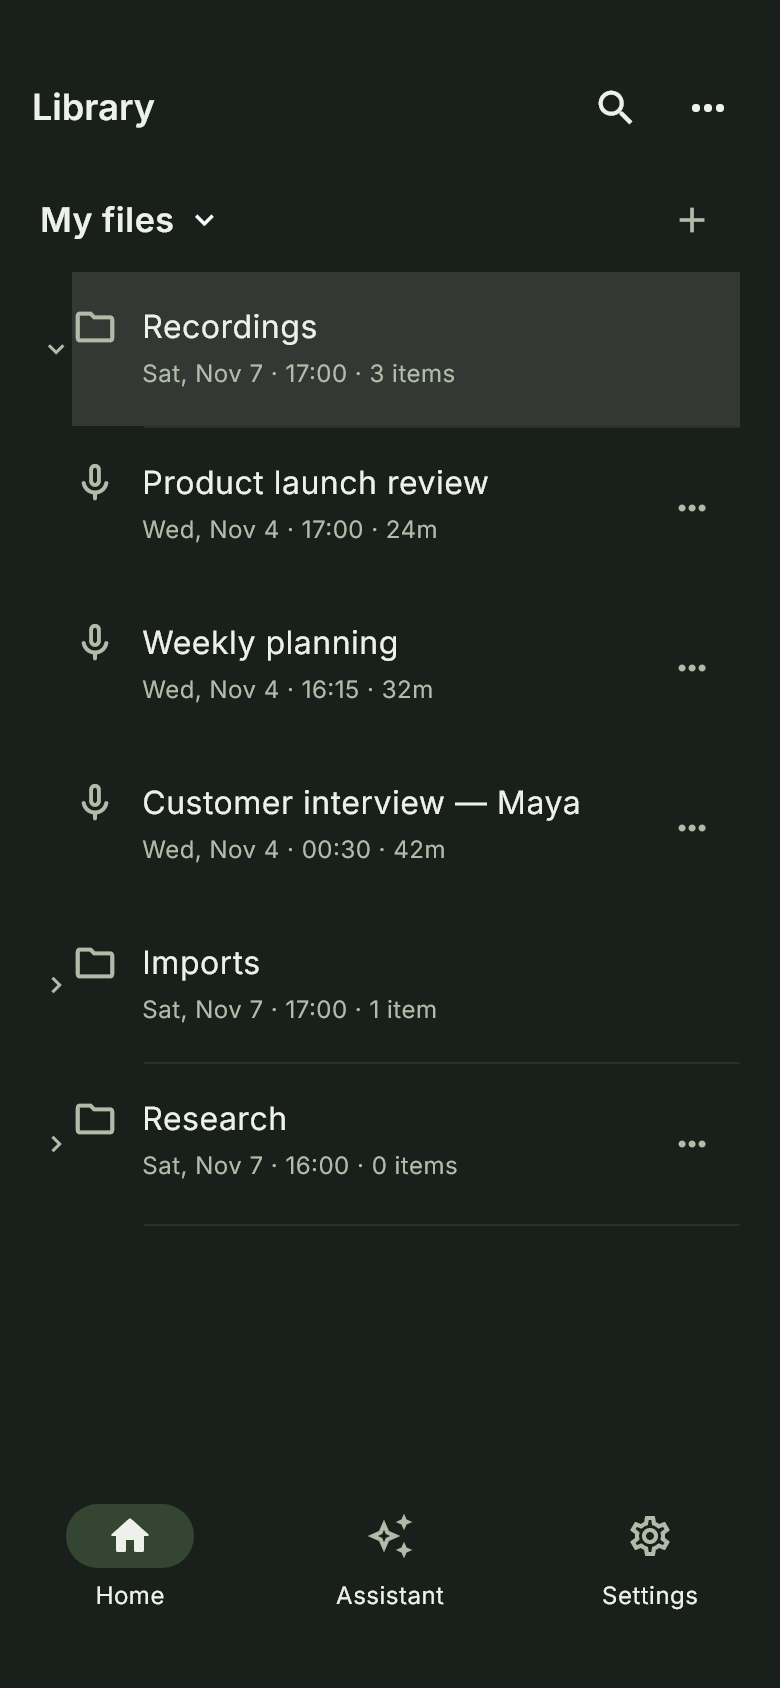 Library
My files
Recordings
Sat, Nov 7 · 17:00 · 3 items
Product launch review
Wed, Nov 4 · 17:00 · 24m
Weekly planning
Wed, Nov 4 · 16:15 · 32m
Customer interview — Maya
Wed, Nov 4 · 00:30 · 42m
Imports
Sat, Nov 7 · 17:00 · 1 item
Research
Sat, Nov 7 · 16:00 · 0 items
Home
Assistant
Settings